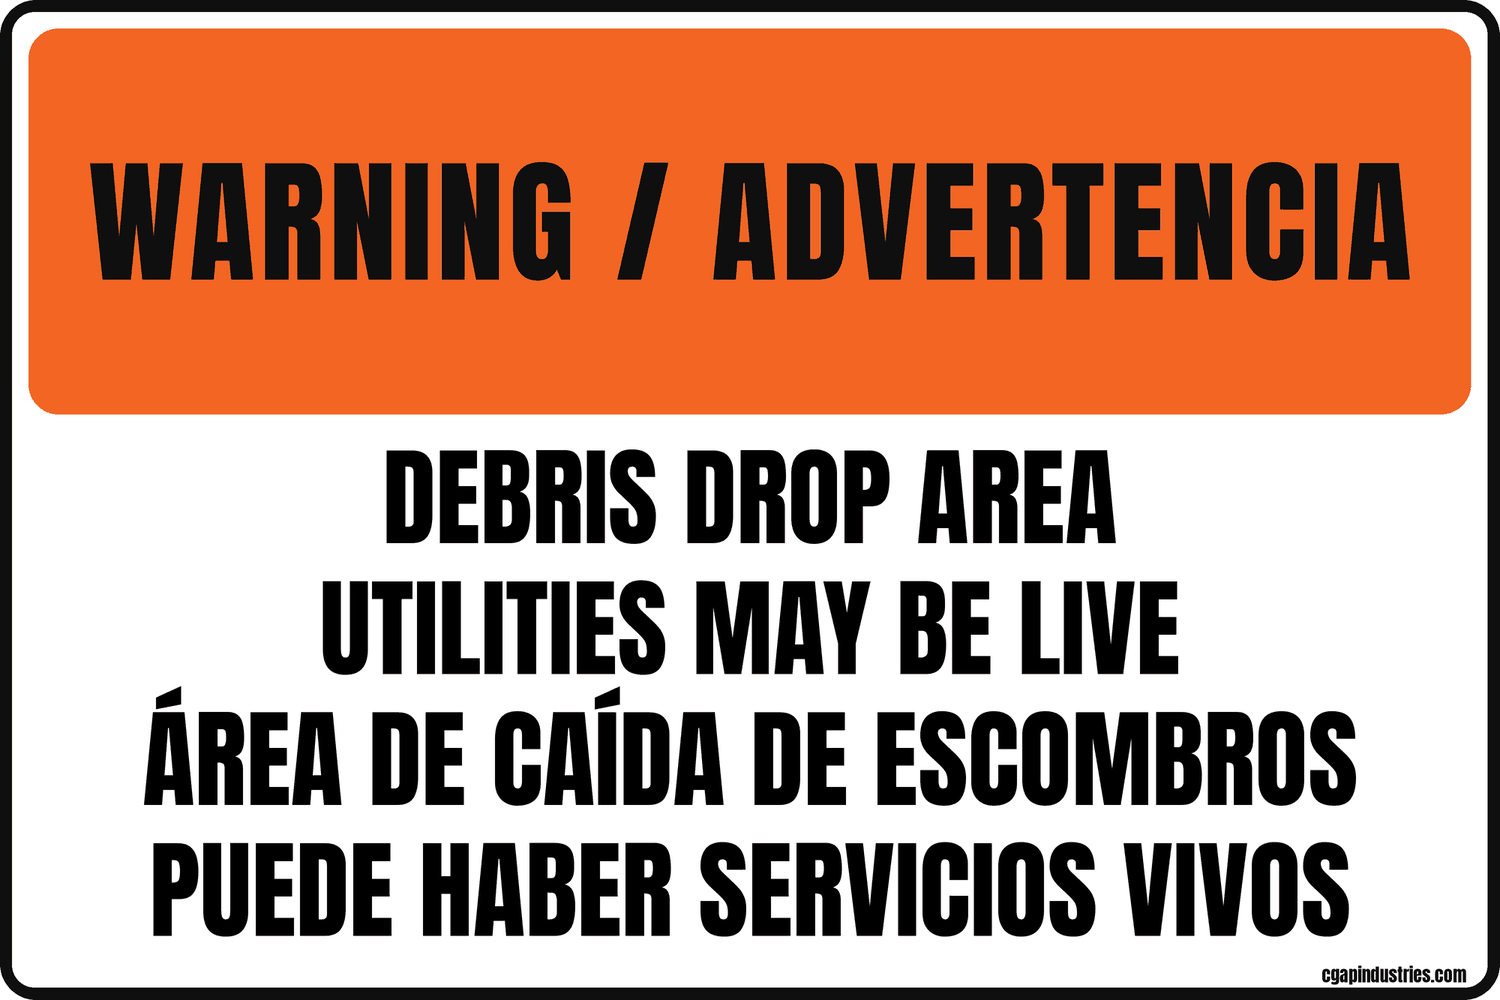 WARNING / ADVERTENCIA
DEBRIS DROP AREA
UTILITIES MAY BE LIVE
ÁREA DE CAÍDA DE ESCOMBROS
PUEDE HABER SERVICIOS VIVOS
cgapindustries.com